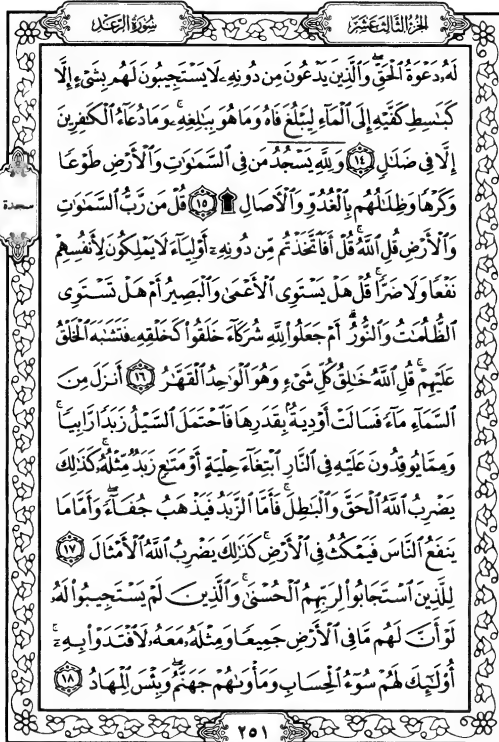 الجزء الثالث عشر
سورة الرعد
لَهُۥ دَعْوَةُ ٱلْحَقِّ ۖ وَٱلَّذِينَ يَدْعُونَ مِن دُونِهِۦ لَا يَسْتَجِيبُونَ لَهُم بِشَىْءٍ إِلَّا
كَبَـٰسِطِ كَفَّيْهِ إِلَى ٱلْمَآءِ لِيَبْلُغَ فَاهُ وَمَا هُوَ بِبَـٰلِغِهِۦ ۚ وَمَا دُعَآءُ ٱلْكَـٰفِرِينَ
إِلَّا فِى ضَلَـٰلٍ ١٤ وَلِلَّهِ يَسْجُدُ مَن فِى ٱلسَّمَـٰوَٰتِ وَٱلْأَرْضِ طَوْعًا
وَكَرْهًا وَظِلَـٰلُهُم بِٱلْغُدُوِّ وَٱلْـَٔاصَالِ ۩ ١٥ قُلْ مَن رَّبُّ ٱلسَّمَـٰوَٰتِ
سجدة
وَٱلْأَرْضِ قُلِ ٱللَّهُ ۚ قُلْ أَفَٱتَّخَذْتُم مِّن دُونِهِۦٓ أَوْلِيَآءَ لَا يَمْلِكُونَ لِأَنفُسِهِمْ
نَفْعًا وَلَا ضَرًّا ۚ قُلْ هَلْ يَسْتَوِى ٱلْأَعْمَىٰ وَٱلْبَصِيرُ أَمْ هَلْ تَسْتَوِى
ٱلظُّلُمَـٰتُ وَٱلنُّورُ ۗ أَمْ جَعَلُوا۟ لِلَّهِ شُرَكَآءَ خَلَقُوا۟ كَخَلْقِهِۦ فَتَشَـٰبَهَ ٱلْخَلْقُ
عَلَيْهِمْ ۚ قُلِ ٱللَّهُ خَـٰلِقُ كُلِّ شَىْءٍ وَهُوَ ٱلْوَٰحِدُ ٱلْقَهَّـٰرُ ١٦ أَنزَلَ مِنَ
ٱلسَّمَآءِ مَآءً فَسَالَتْ أَوْدِيَةٌۢ بِقَدَرِهَا فَٱحْتَمَلَ ٱلسَّيْلُ زَبَدًا رَّابِيًا ۚ
وَمِمَّا يُوقِدُونَ عَلَيْهِ فِى ٱلنَّارِ ٱبْتِغَآءَ حِلْيَةٍ أَوْ مَتَـٰعٍ زَبَدٌ مِّثْلُهُۥ ۚ كَذَٰلِكَ
يَضْرِبُ ٱللَّهُ ٱلْحَقَّ وَٱلْبَـٰطِلَ ۚ فَأَمَّا ٱلزَّبَدُ فَيَذْهَبُ جُفَآءً ۖ وَأَمَّا مَا
يَنفَعُ ٱلنَّاسَ فَيَمْكُثُ فِى ٱلْأَرْضِ ۚ كَذَٰلِكَ يَضْرِبُ ٱللَّهُ ٱلْأَمْثَالَ ١٧
لِلَّذِينَ ٱسْتَجَابُوا۟ لِرَبِّهِمُ ٱلْحُسْنَىٰ ۚ وَٱلَّذِينَ لَمْ يَسْتَجِيبُوا۟ لَهُۥ
لَوْ أَنَّ لَهُم مَّا فِى ٱلْأَرْضِ جَمِيعًا وَمِثْلَهُۥ مَعَهُۥ لَٱفْتَدَوْا۟ بِهِۦٓ ۚ
أُو۟لَـٰٓئِكَ لَهُمْ سُوٓءُ ٱلْحِسَابِ وَمَأْوَىٰهُمْ جَهَنَّمُ ۖ وَبِئْسَ ٱلْمِهَادُ ١٨
٢٥١